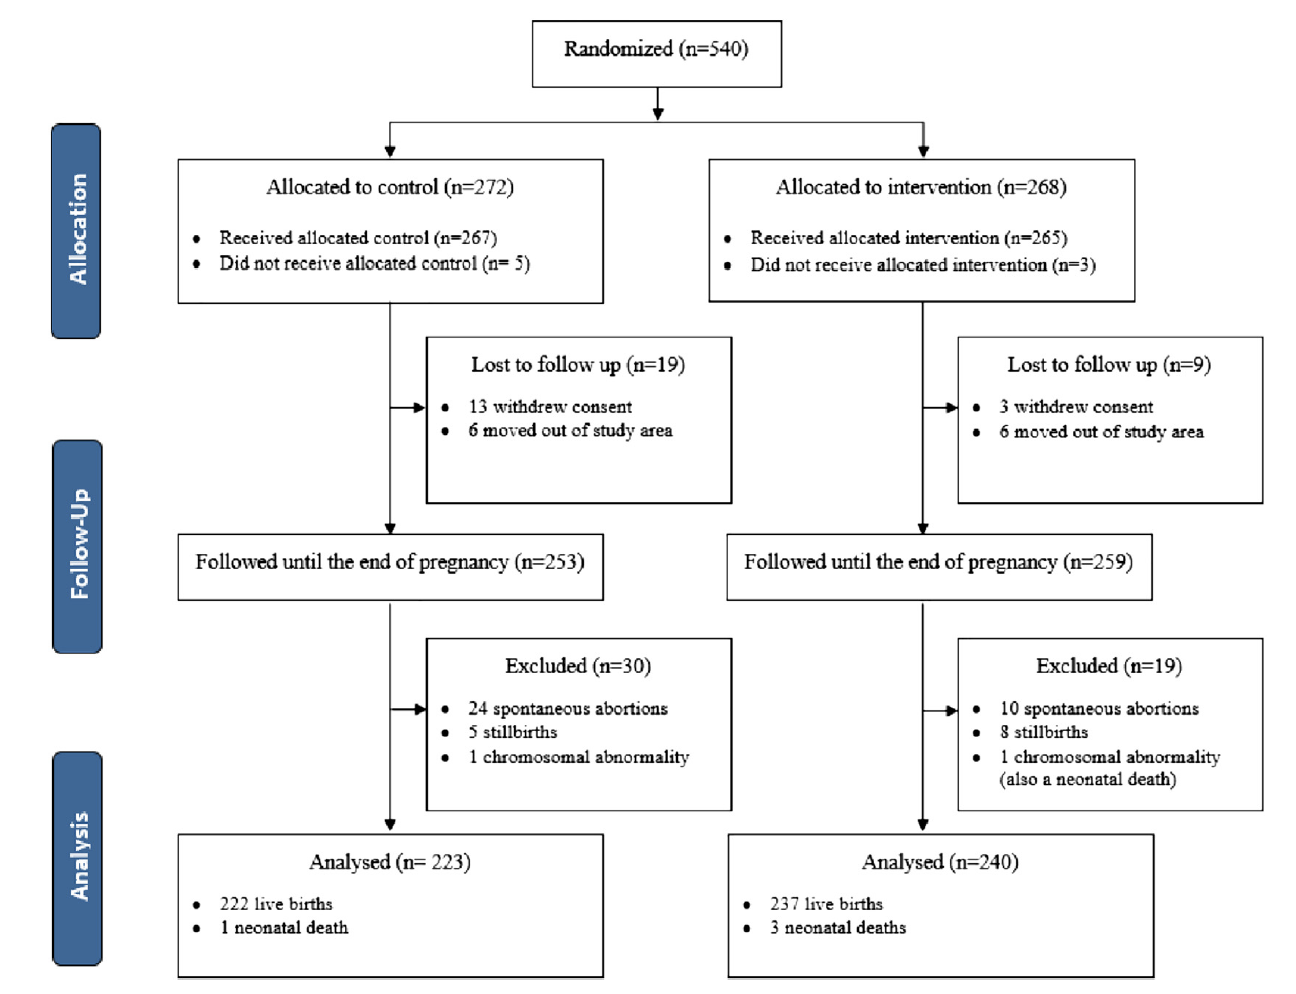 Randomized (n=540)
Allocation
Allocated to control (n=272)
• Received allocated control (n=267)
• Did not receive allocated control (n= 5)
Allocated to intervention (n=268)
• Received allocated intervention (n=265)
• Did not receive allocated intervention (n=3)
Lost to follow up (n=19)
• 13 withdrew consent
• 6 moved out of study area
Lost to follow up (n=9)
• 3 withdrew consent
• 6 moved out of study area
Follow-Up
Followed until the end of pregnancy (n=253)
Followed until the end of pregnancy (n=259)
Excluded (n=30)
• 24 spontaneous abortions
• 5 stillbirths
• 1 chromosomal abnormality
Excluded (n=19)
• 10 spontaneous abortions
• 8 stillbirths
• 1 chromosomal abnormality
(also a neonatal death)
Analysis
Analysed (n= 223)
• 222 live births
• 1 neonatal death
Analysed (n=240)
• 237 live births
• 3 neonatal deaths